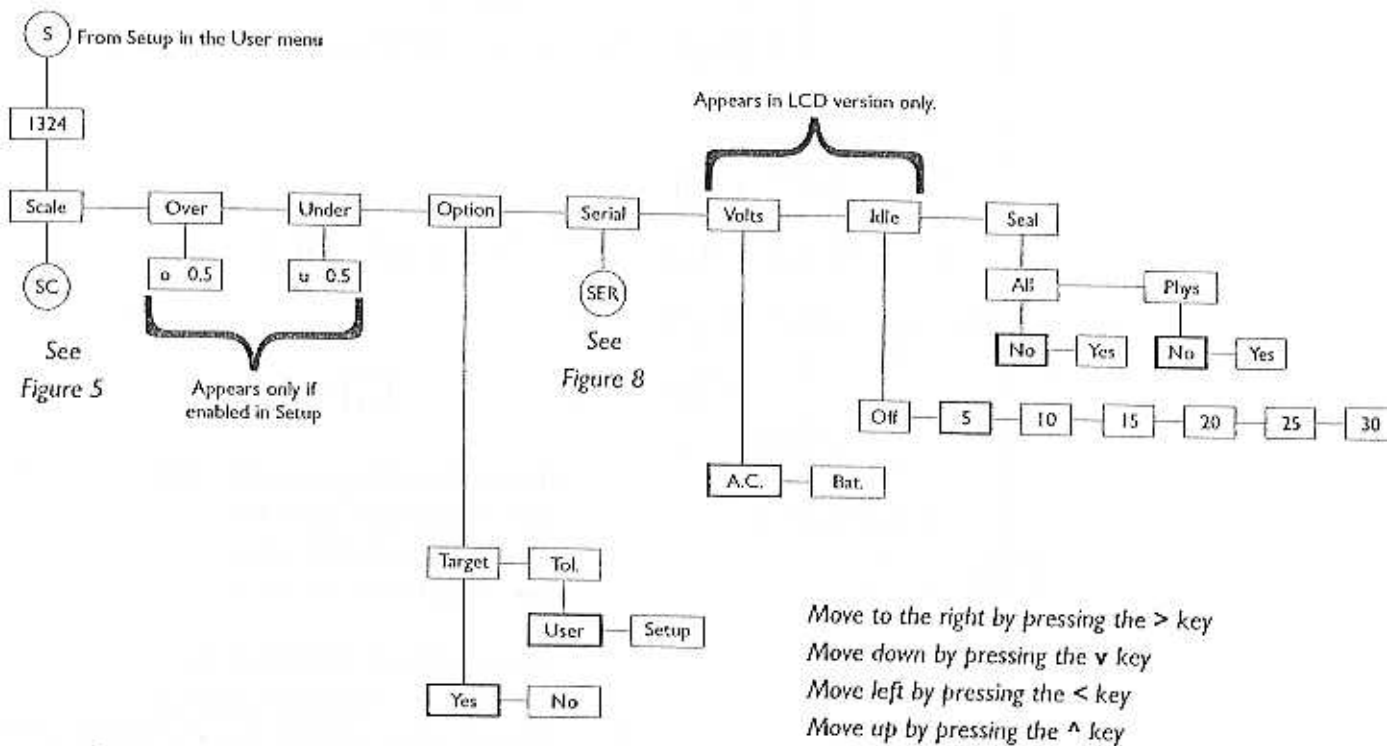 S From Setup in the User menu
Appears in LCD version only.
1324
Scale Over Under Option Serial Volts Idle Seal
o 0.5 u 0.5
SC
SER
All Phys
See
Figure 5
See
Figure 8
No Yes No Yes
Appears only if
enabled in Setup
Off 5 10 15 20 25 30
A.C. Bat.
Target Tol.
User Setup
Yes No
Move to the right by pressing the > key
Move down by pressing the v key
Move left by pressing the < key
Move up by pressing the ^ key